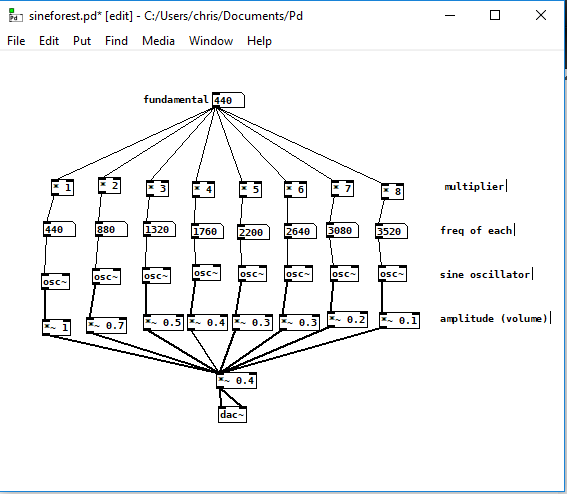 sineforest.pd* [edit] - C:/Users/chris/Documents/Pd
File Edit Put Find Media Window Help
fundamental 440
* 1 * 2 * 3 * 4 * 5 * 6 * 7 * 8 multiplier
440 880 1320 1760 2200 2640 3080 3520 freq of each
osc~ osc~ osc~ osc~ osc~ osc~ osc~ osc~ sine oscillator
*~ 1 *~ 0.7 *~ 0.5 *~ 0.4 *~ 0.3 *~ 0.3 *~ 0.2 *~ 0.1 amplitude (volume)
*~ 0.4
dac~